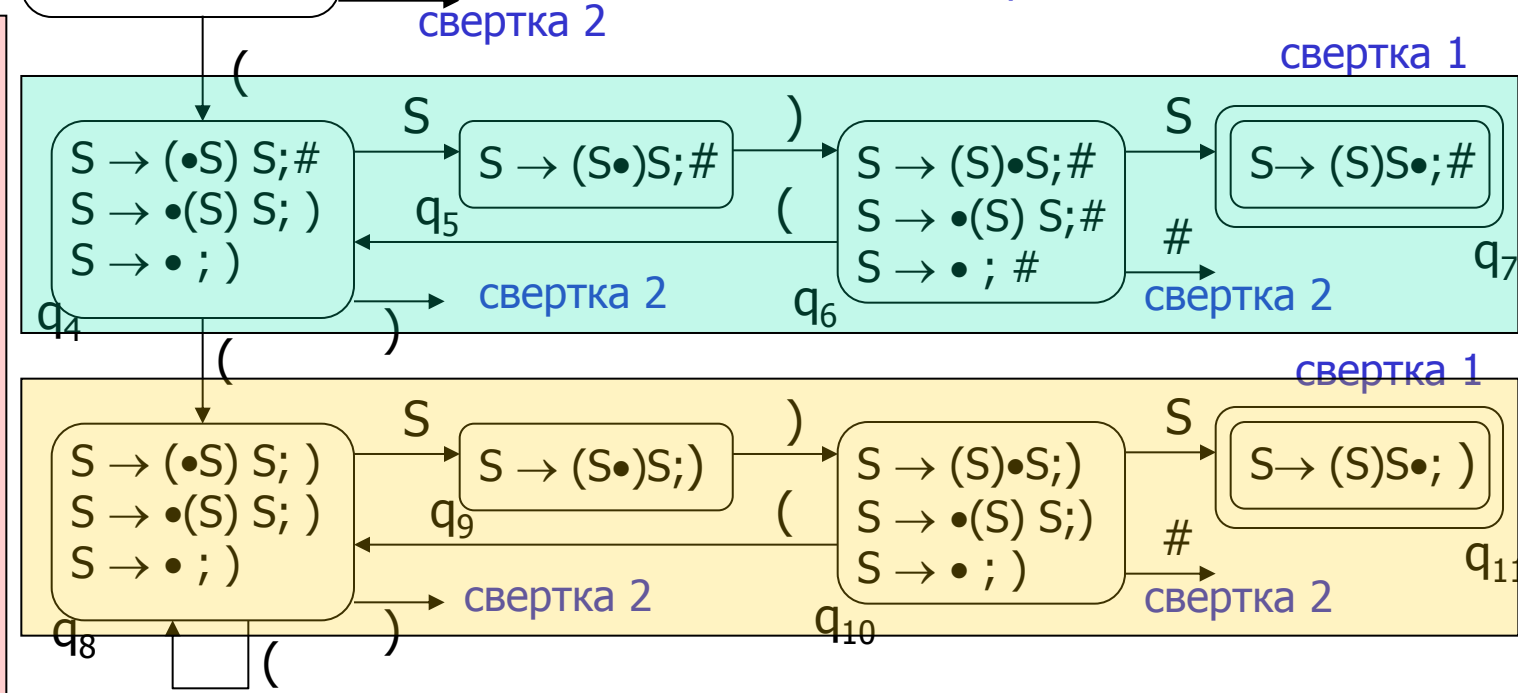 свертка 2
(
свертка 1
S → (•S) S;#
S → •(S) S; )
S → • ; )
q4
S
S → (S•)S;#
q5
)
(
S → (S)•S;#
S → •(S) S;#
S → • ; #
q6
S
S→ (S)S•;#
q7
#
свертка 2
)
свертка 2
(
свертка 1
S → (•S) S; )
S → •(S) S; )
S → • ; )
q8
S
S → (S•)S;)
q9
)
(
S → (S)•S;)
S → •(S) S;)
S → • ; )
q10
S
S→ (S)S•; )
q11
#
свертка 2
)
свертка 2
(